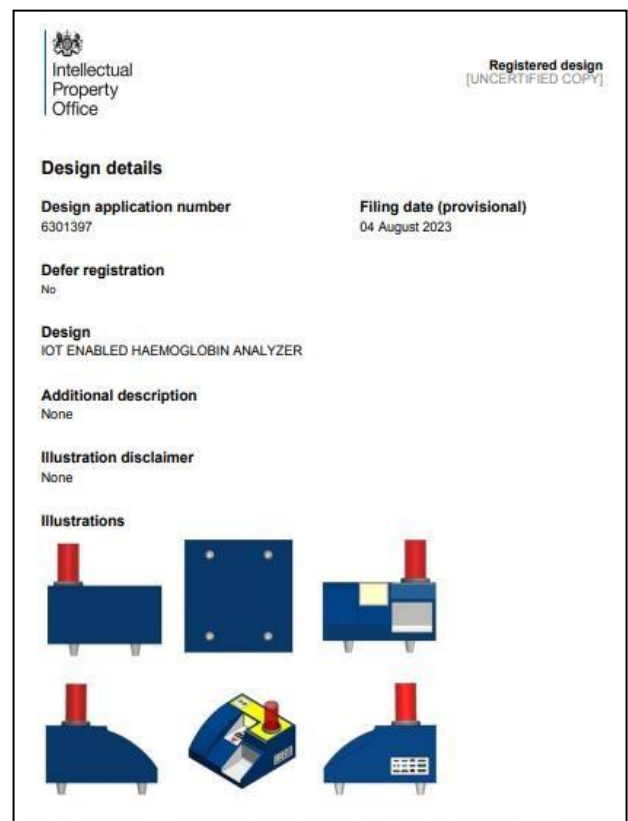 Intellectual
Property
Office
Registered design
[UNCERTIFIED COPY]
Design details
Design application number
6301397
Filing date (provisional)
04 August 2023
Defer registration
No
Design
IOT ENABLED HAEMOGLOBIN ANALYZER
Additional description
None
Illustration disclaimer
None
Illustrations